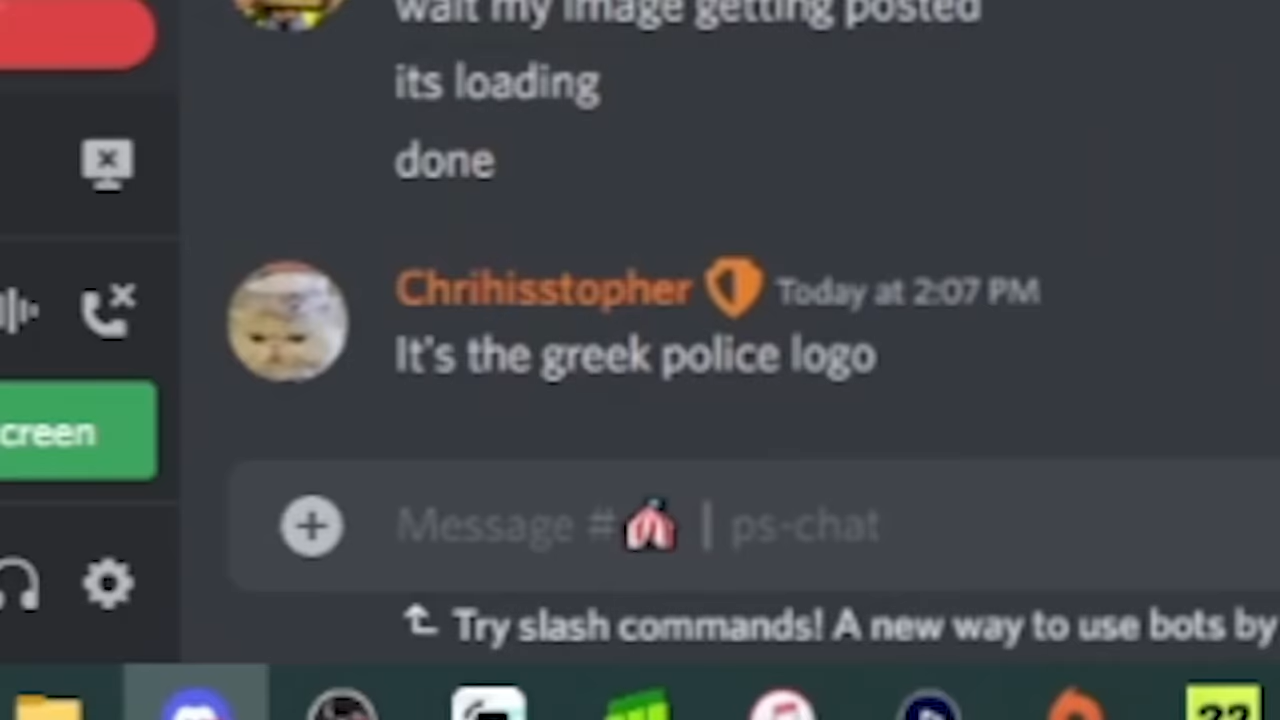 wait my image getting posted
its loading
done
Chrihisstopher Today at 2:07 PM
It's the greek police logo
creen
Message # | ps-chat
Try slash commands! A new way to use bots by